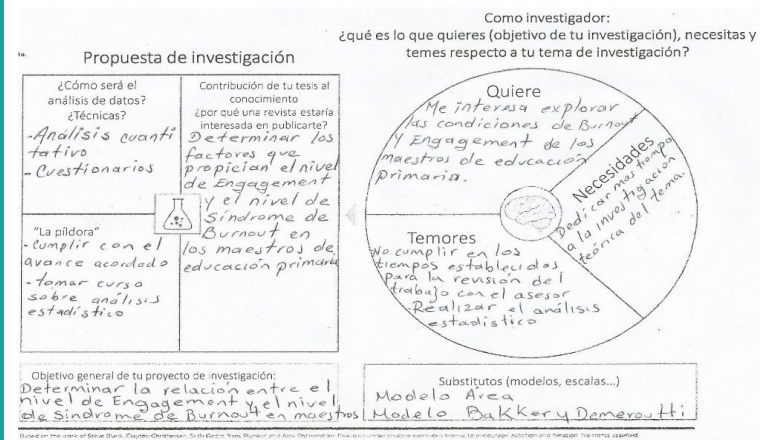 Propuesta de investigación
¿Cómo será el
análisis de datos?
¿Técnicas?
-Análisis cuanti
tativo
- Cuestionarios
Contribución de tu tesis al
conocimiento
¿por qué una revista estaría
interesada en publicarte?
Determinar los
factores que
propician el nivel
de Engagement
y el nivel de
Síndrome de
Burnout en
los maestros de
educación primaria
"La píldora"
- Cumplir con el
avance acordado
- tomar curso
sobre análisis
estadístico
Objetivo general de tu proyecto de investigación:
Determinar la relación entre el
nivel de Engagement y el nivel
de Síndrome de Burnout en maestros
Como investigador:
¿qué es lo que quieres (objetivo de tu investigación), necesitas y
temes respecto a tu tema de investigación?
Quiere
Me interesa explorar
las condiciones de Burnout
y Engagement de los
maestros de educación
primaria.
Necesidades
Dedicar mas tiempo
a la investigación
teórica del tema.
Temores
No cumplir en los
tiempos establecidos
para la revisión del
trabajo con el asesor
Realizar el análisis
estadístico
Substitutos (modelos, escalas...)
Modelo Área
Modelo Bakker y Demeroutti